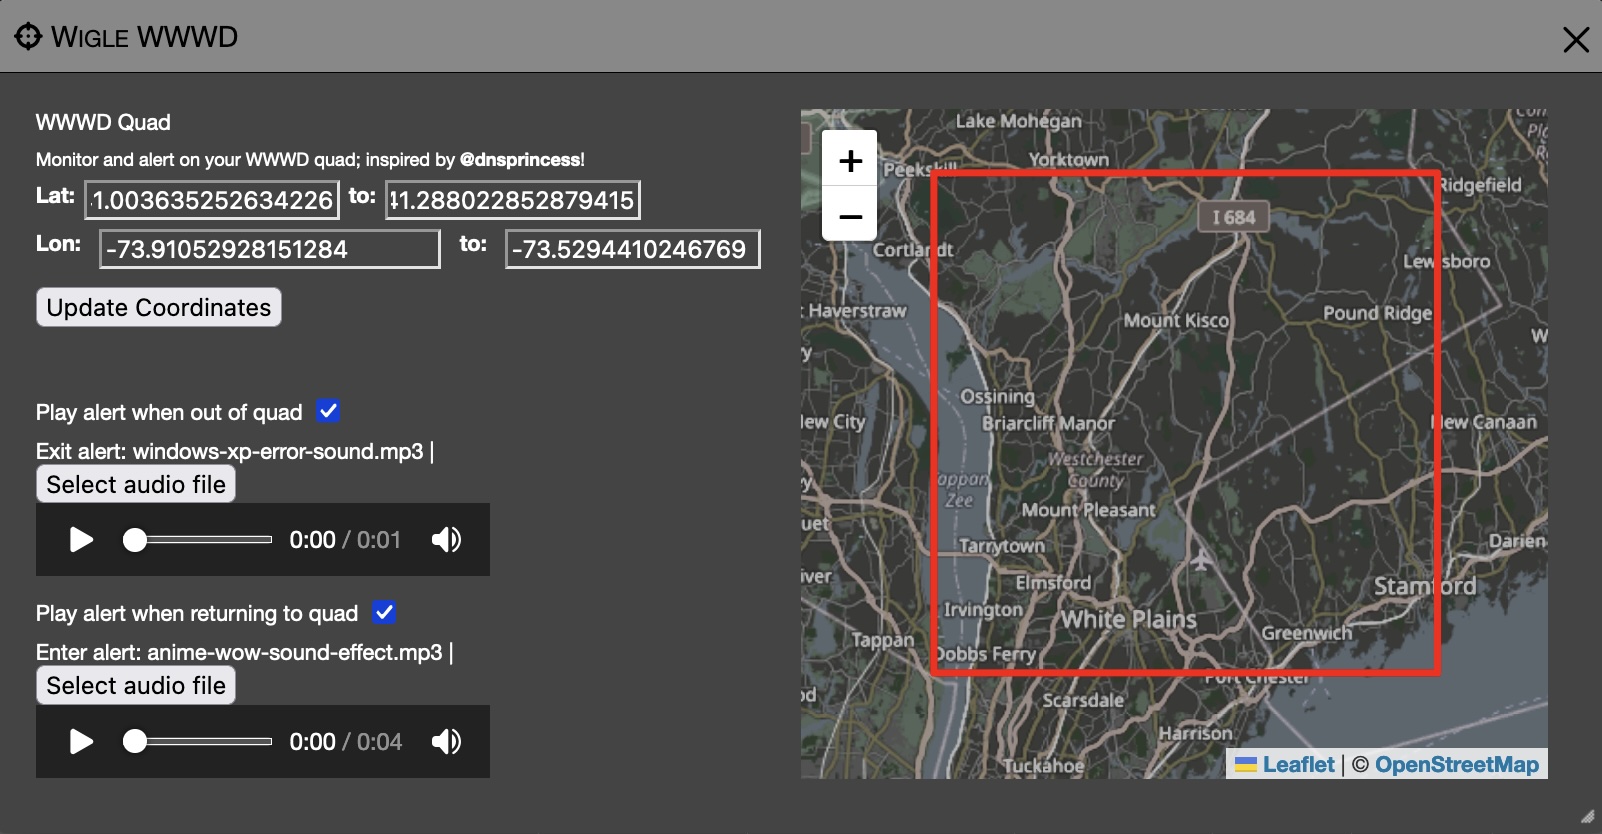 WIGLE WWWD
WWWD Quad
Monitor and alert on your WWWD quad; inspired by @dnsprincess!
Lat: 1.003635252634226 to: 41.288022852879415
Lon: -73.91052928151284 to: -73.5294410246769
Update Coordinates
Play alert when out of quad
Exit alert: windows-xp-error-sound.mp3 |
Select audio file
0:00 / 0:01
Play alert when returning to quad
Enter alert: anime-wow-sound-effect.mp3 |
Select audio file
0:00 / 0:04
+
−
Lake Mohegan
Peekskill
Yorktown
Ridgefield
I 684
Cortlandt
Lewisboro
Haverstraw
Mount Kisco
Pound Ridge
Ossining
Briarcliff Manor
New City
New Canaan
Westchester
County
Tappan
Zee
Mount Pleasant
Tarrytown
Darien
Elmsford
Stamford
Irvington
White Plains
Tappan
Greenwich
Dobbs Ferry
Port Chester
Scarsdale
Harrison
Tuckahoe
Leaflet | © OpenStreetMap